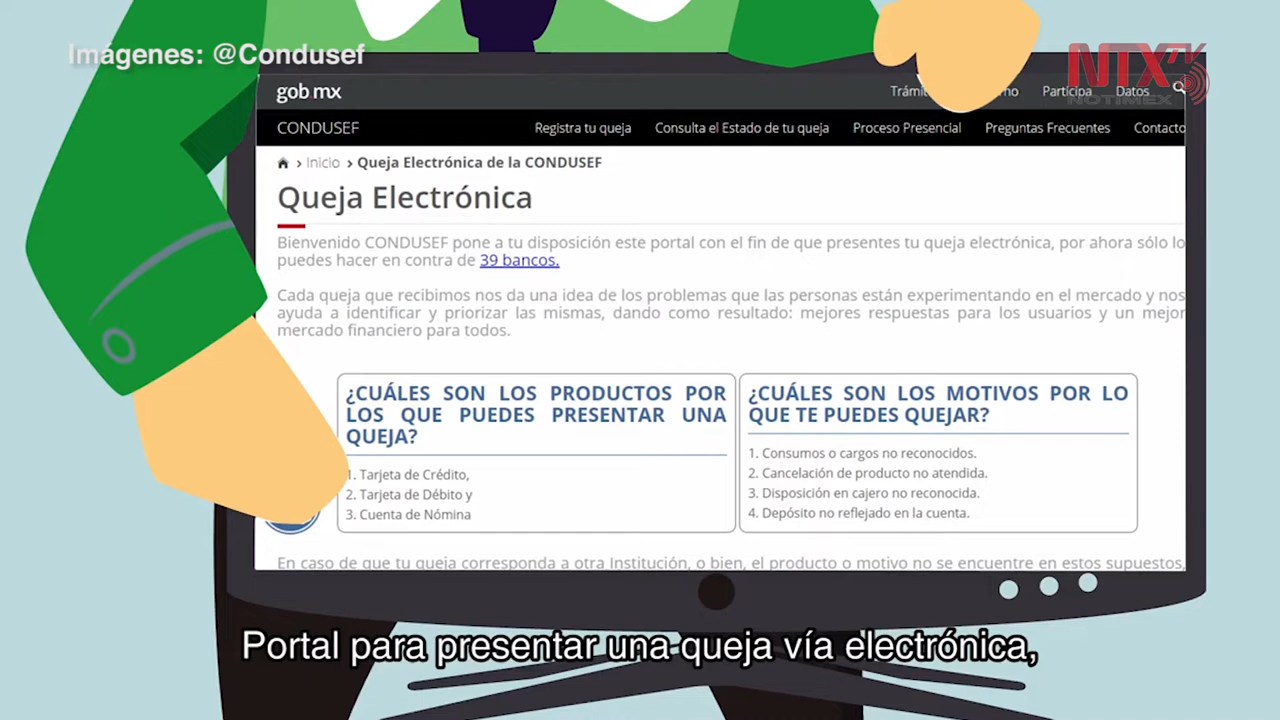 Imágenes: @Condusef
NTX TV
NOTIMEX
gob mx
Participa Datos
CONDUSEF Registra tu queja Consulta el Estado de tu queja Proceso Presencial Preguntas Frecuentes Contacto
> Inicio > Queja Electrónica de la CONDUSEF
Queja Electrónica
Bienvenido CONDUSEF pone a tu disposición este portal con el fin de que presentes tu queja electrónica, por ahora sólo lo
puedes hacer en contra de 39 bancos.
Cada queja que recibimos nos da una idea de los problemas que las personas están experimentando en el mercado y nos
ayuda a identificar y priorizar las mismas, dando como resultado: mejores respuestas para los usuarios y un mejor
mercado financiero para todos.
¿CUÁLES SON LOS PRODUCTOS POR
LOS QUE PUEDES PRESENTAR UNA
QUEJA?
1. Tarjeta de Crédito,
2. Tarjeta de Débito y
3. Cuenta de Nómina
¿CUÁLES SON LOS MOTIVOS POR LO
QUE TE PUEDES QUEJAR?
1. Consumos o cargos no reconocidos.
2. Cancelación de producto no atendida.
3. Disposición en cajero no reconocida.
4. Depósito no reflejado en la cuenta.
En caso de que tu queja corresponda a otra Institución, o bien, el producto o motivo no se encuentre en estos supuestos,
Portal para presentar una queja vía electrónica,